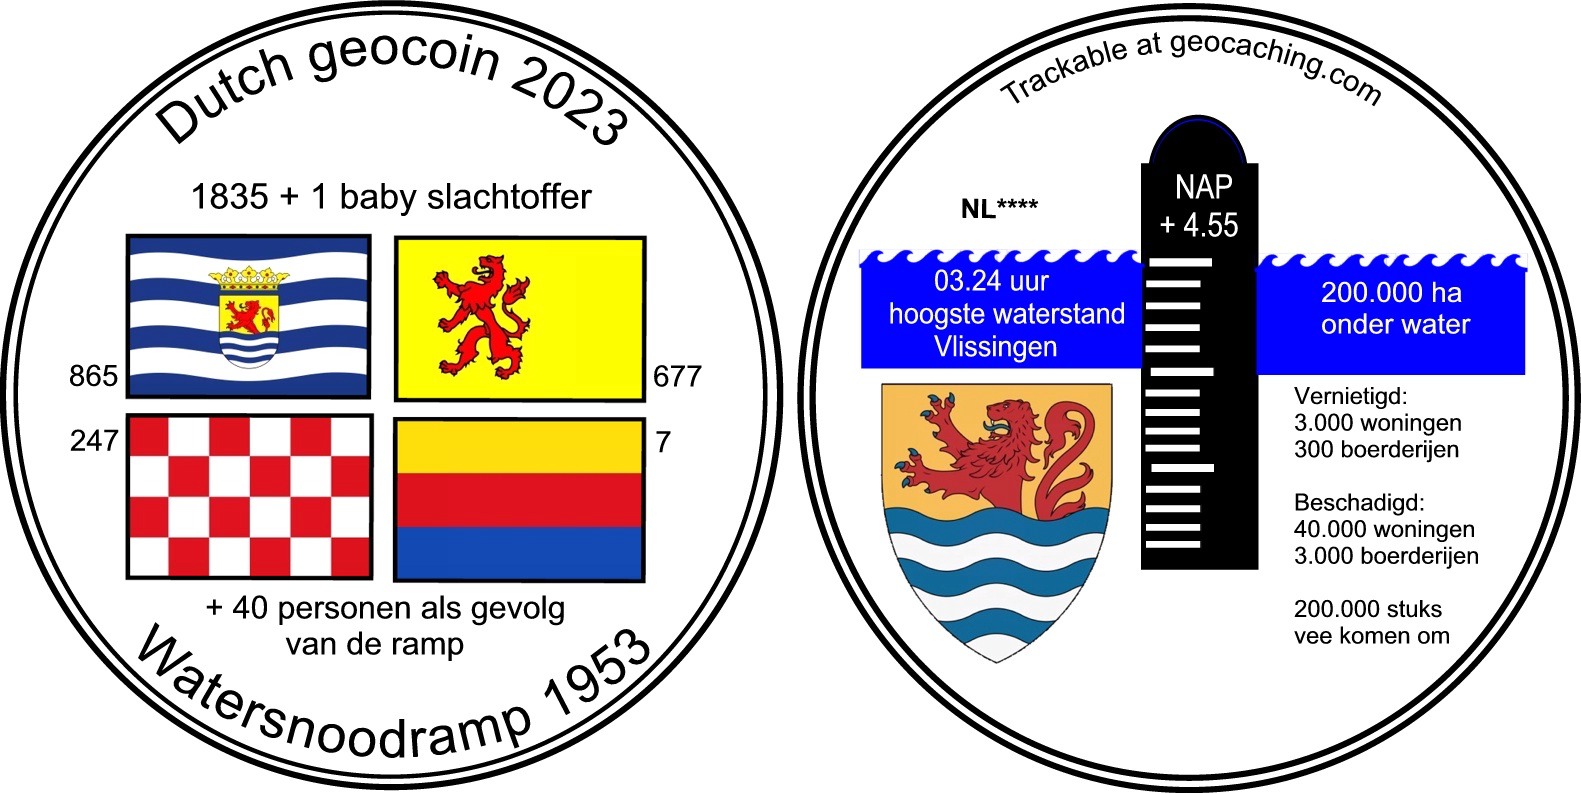 Dutch geocoin 2023
1835 + 1 baby slachtoffer
865
677
247
7
+ 40 personen als gevolg
van de ramp
Watersnoodramp 1953
Trackable at geocaching.com
NL****
NAP
+ 4.55
03.24 uur
hoogste waterstand
Vlissingen
200.000 ha
onder water
Vernietigd:
3.000 woningen
300 boerderijen
Beschadigd:
40.000 woningen
3.000 boerderijen
200.000 stuks
vee komen om